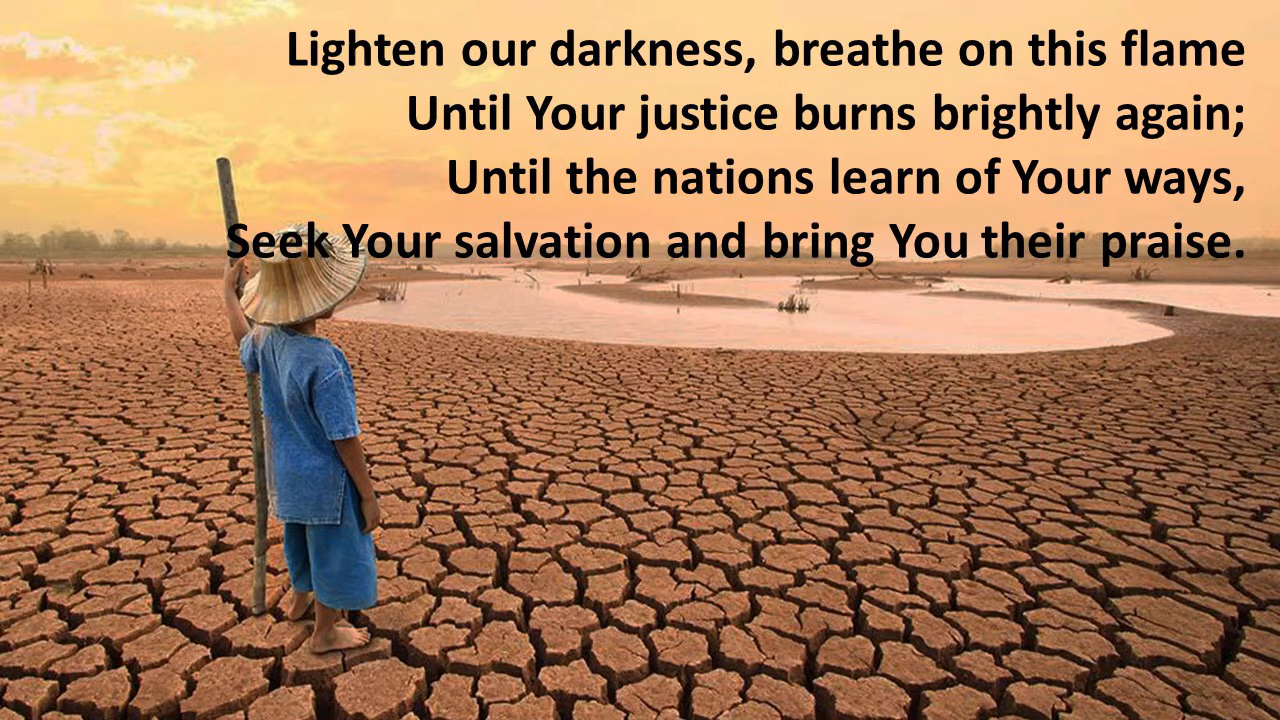 Lighten our darkness, breathe on this flame
Until Your justice burns brightly again;
Until the nations learn of Your ways,
Seek Your salvation and bring You their praise.